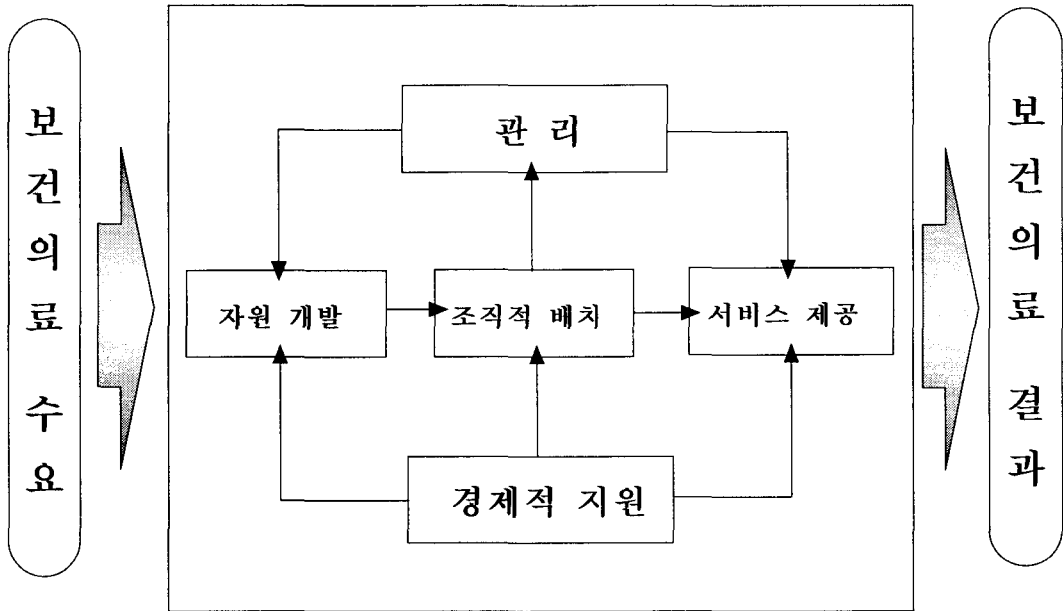 보건의료 수요
관 리
자원 개발
조직적 배치
서비스 제공
경제적 지원
보건의료 결과